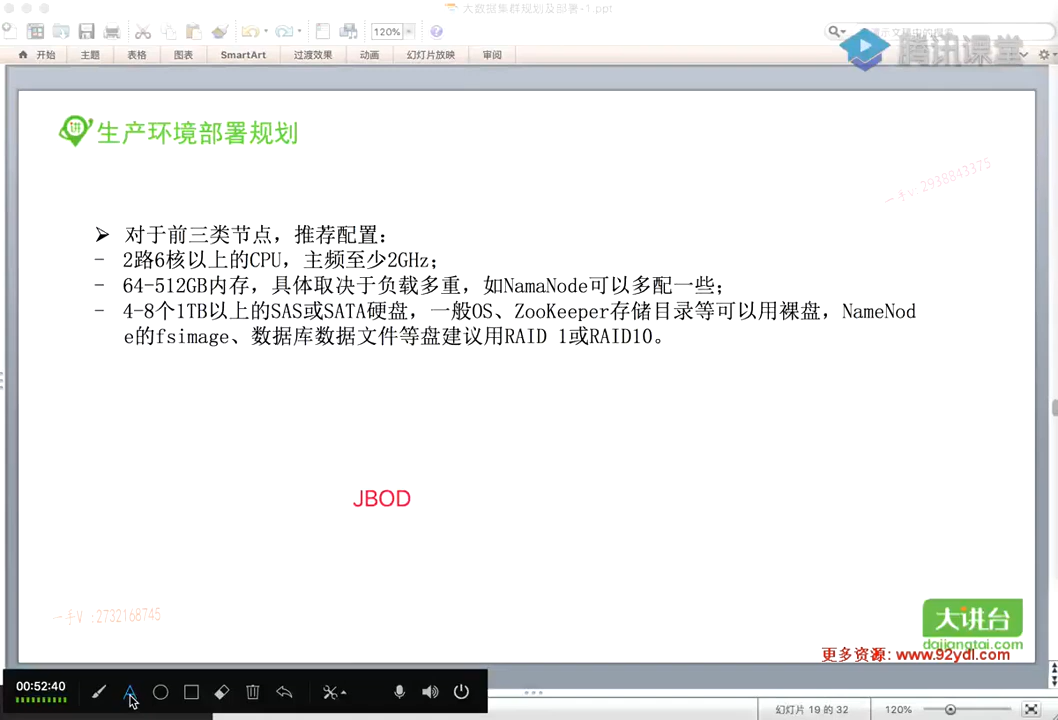 大数据集群规划及部署-1.ppt
120%
腾讯课堂
开始 主题 表格 图表 SmartArt 过渡效果 动画 幻灯片放映 审阅
生产环境部署规划
一手v:2938843375
➢ 对于前三类节点，推荐配置：
- 2路6核以上的CPU，主频至少2GHz；
- 64-512GB内存，具体取决于负载多重，如NamaNode可以多配一些；
- 4-8个1TB以上的SAS或SATA硬盘，一般OS、ZooKeeper存储目录等可以用裸盘，NameNod
e的fsimage、数据库数据文件等盘建议用RAID 1或RAID10。
JBOD
一手V :2732168745
大讲台
dajiangtai.com
更多资源: www.92ydl.com
00:52:40
幻灯片 19 的 32 120%